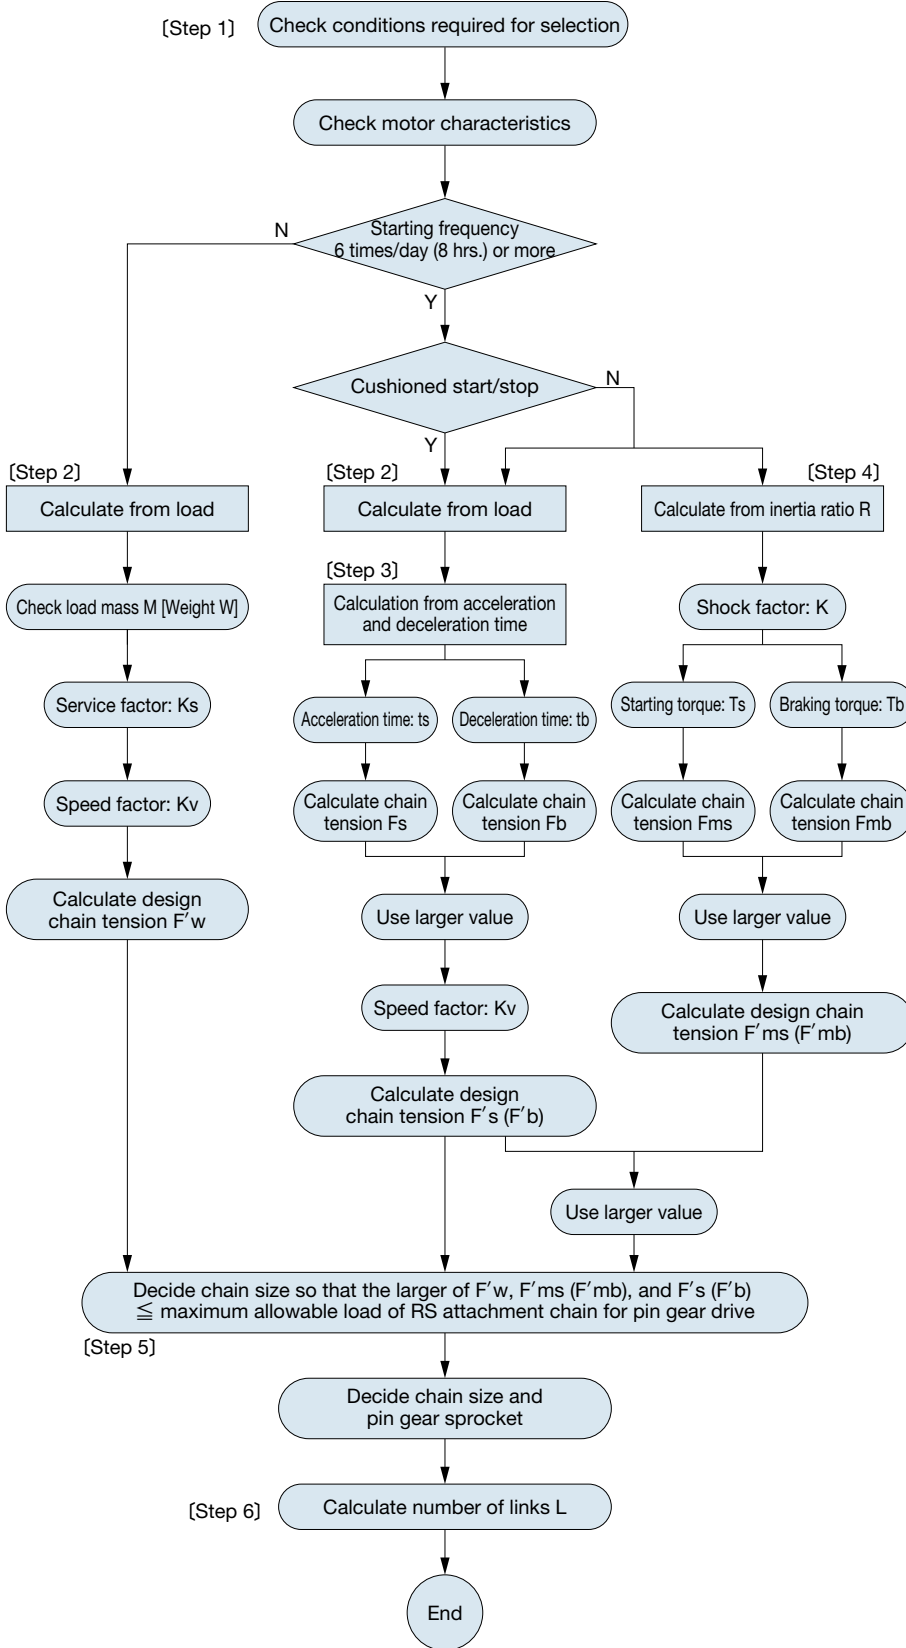 [Step 1]
Check conditions required for selection
Check motor characteristics
Starting frequency
6 times/day (8 hrs.) or more
N
Y
Cushioned start/stop
N
Y
[Step 2]
Calculate from load
Check load mass M [Weight W]
Service factor: Ks
Speed factor: Kv
Calculate design
chain tension F′w
[Step 2]
Calculate from load
[Step 3]
Calculation from acceleration
and deceleration time
Acceleration time: ts
Deceleration time: tb
Calculate chain
tension Fs
Calculate chain
tension Fb
Use larger value
Speed factor: Kv
Calculate design
chain tension F′s (F′b)
[Step 4]
Calculate from inertia ratio R
Shock factor: K
Starting torque: Ts
Braking torque: Tb
Calculate chain
tension Fms
Calculate chain
tension Fmb
Use larger value
Calculate design chain
tension F′ms (F′mb)
Use larger value
Decide chain size so that the larger of F′w, F′ms (F′mb), and F′s (F′b)
≦ maximum allowable load of RS attachment chain for pin gear drive
[Step 5]
Decide chain size and
pin gear sprocket
[Step 6]
Calculate number of links L
End